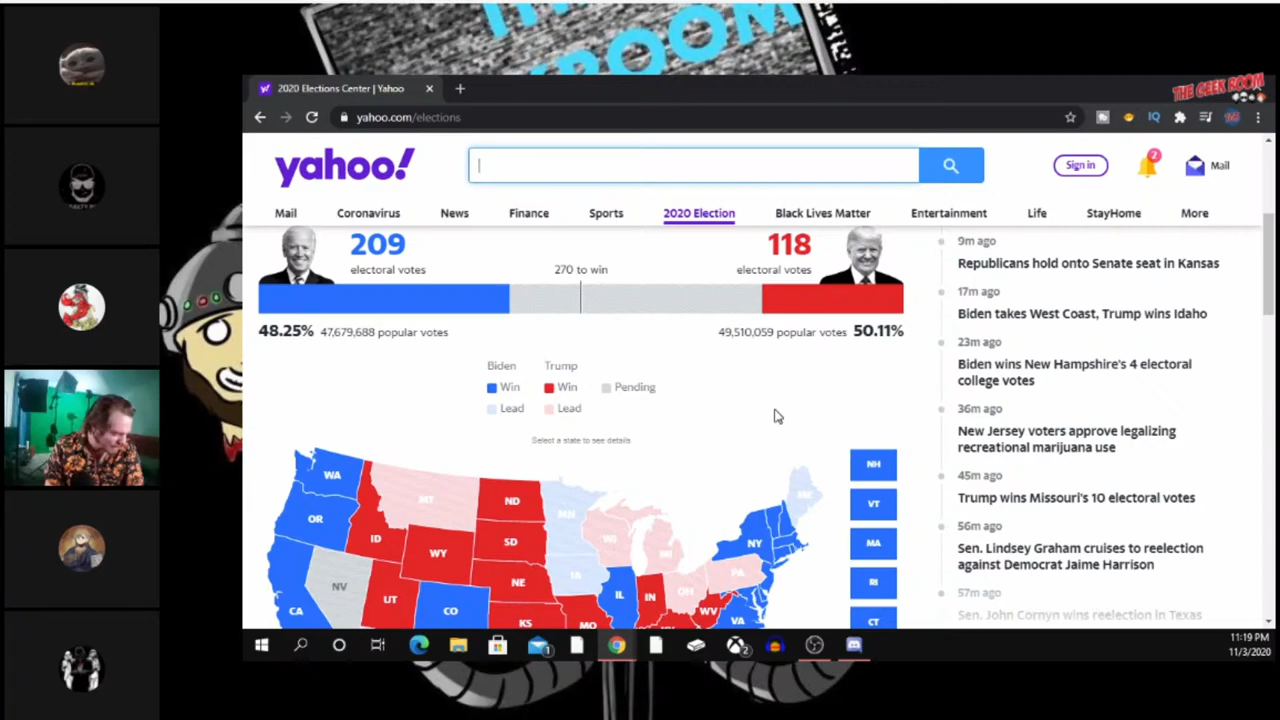 THE GEEK ROOM
2020 Elections Center | Yahoo
yahoo.com/elections
yahoo!
Sign in
2
Mail
Mail
Coronavirus
News
Finance
Sports
2020 Election
Black Lives Matter
Entertainment
Life
StayHome
More
209
electoral votes
270 to win
118
electoral votes
48.25% 47,679,688 popular votes
49,510,059 popular votes 50.11%
Biden
Trump
Win
Win
Pending
Lead
Lead
Select a state to see details
WA
OR
CA
NV
ID
MT
WY
UT
CO
ND
SD
NE
KS
MN
IA
MO
WI
IL
MI
IN
OH
WV
PA
VA
NY
ME
NH
VT
MA
RI
CT
9m ago
Republicans hold onto Senate seat in Kansas
17m ago
Biden takes West Coast, Trump wins Idaho
23m ago
Biden wins New Hampshire's 4 electoral
college votes
36m ago
New Jersey voters approve legalizing
recreational marijuana use
45m ago
Trump wins Missouri's 10 electoral votes
56m ago
Sen. Lindsey Graham cruises to reelection
against Democrat Jaime Harrison
57m ago
Sen. John Cornyn wins reelection in Texas
11:19 PM
11/3/2020